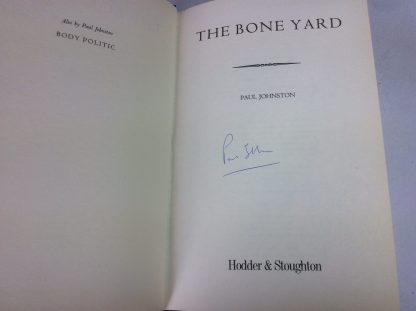 Also by Paul Johnston
BODY POLITIC
THE BONE YARD
PAUL JOHNSTON
Hodder & Stoughton